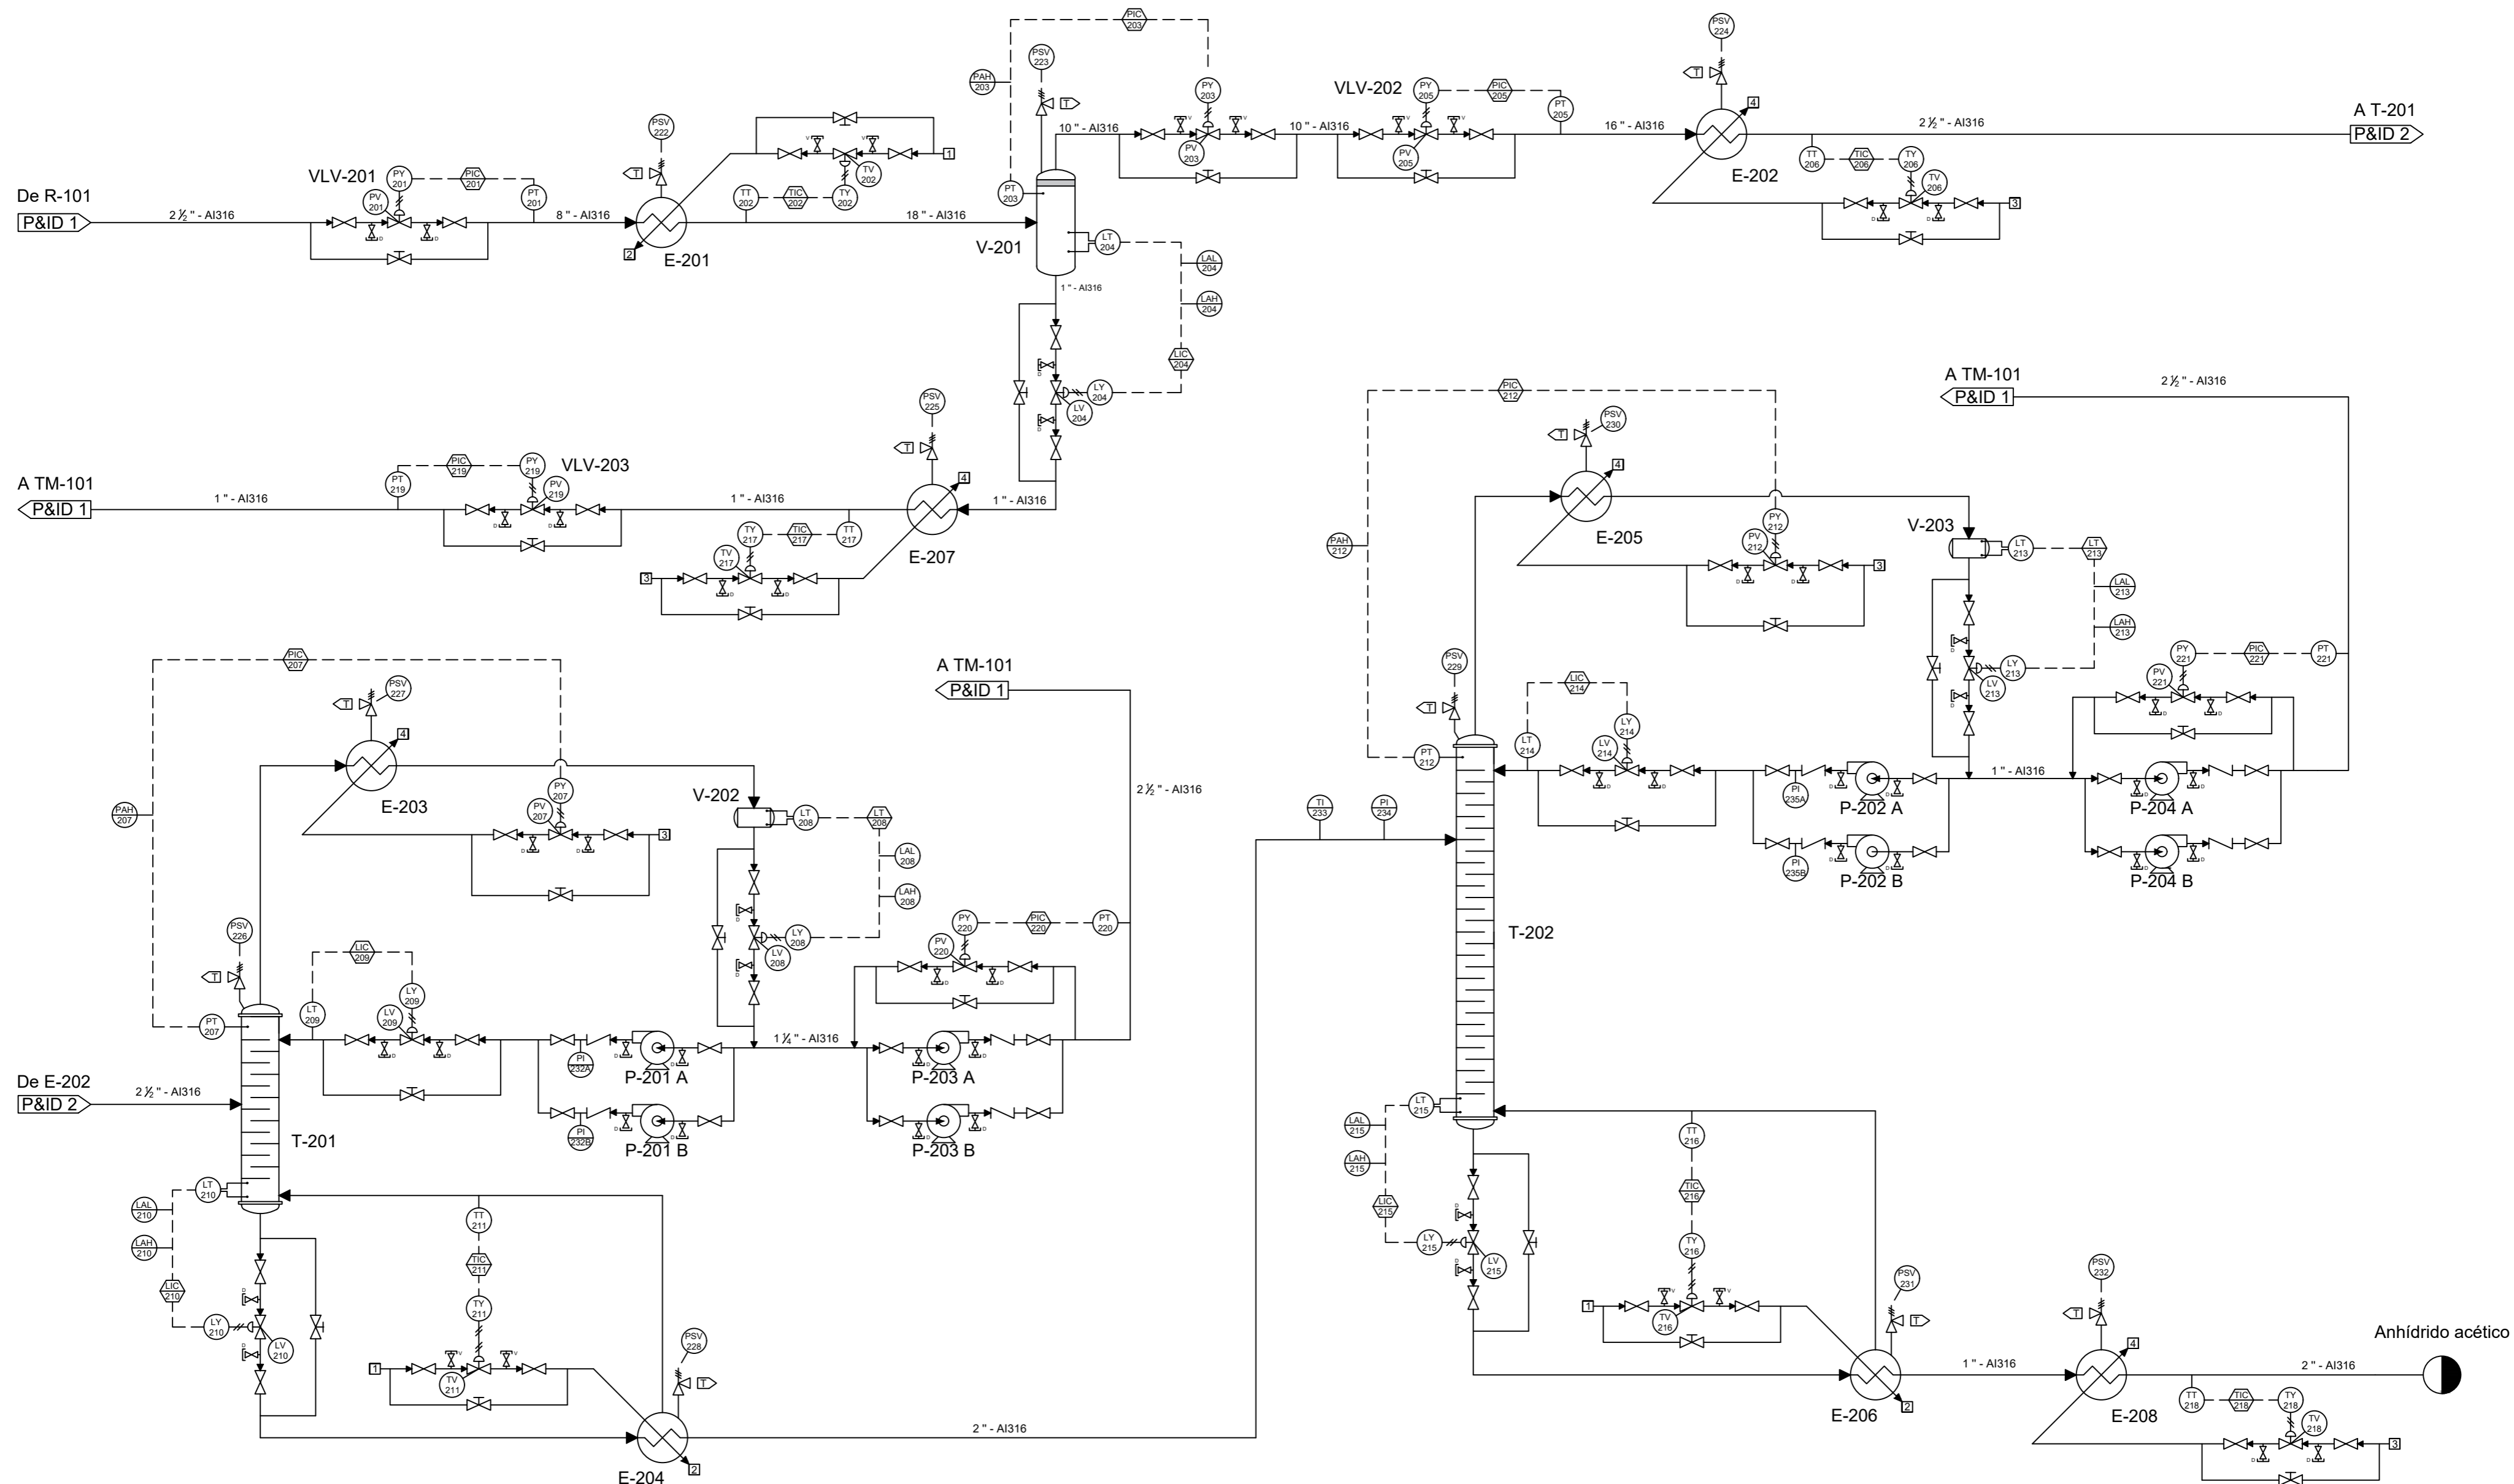 PIC
203
PSV
224
PSV
223
PAH
203
T
T
PY
203
VLV-202
PY
205
PIC
205
PT
205
4
A T-201
P&ID 2
10 " - AI316
V
V
10 " - AI316
V
V
16 " - AI316
2 ½ " - AI316
PV
203
PV
205
PSV
222
T
V
V
1
TV
202
TT
206
TIC
206
TY
206
E-202
TV
206
3
D
D
De R-101
P&ID 1
2 ½ " - AI316
VLV-201
PY
201
PIC
201
PV
201
PT
201
D
D
8 " - AI316
2
E-201
TT
202
TIC
202
TY
202
18 " - AI316
PT
203
V-201
LT
204
LAL
204
LAH
204
1 " - AI316
LIC
204
D
LY
204
LV
204
D
PSV
225
T
4
A TM-101
P&ID 1
1 " - AI316
PIC
219
PT
219
PY
219
VLV-203
PV
219
D
D
1 " - AI316
1 " - AI316
TY
217
TIC
217
TT
217
E-207
TV
217
3
D
D
PIC
212
A TM-101
P&ID 1
2 ½ " - AI316
PSV
230
T
4
E-205
PAH
212
PY
212
PV
212
3
D
D
V-203
LT
213
LT
213
LAL
213
LAH
213
D
LY
213
LV
213
D
PY
221
PIC
221
PT
221
PV
221
D
D
PSV
229
T
LIC
214
PT
212
LT
214
LY
214
LV
214
D
D
PI
235A
D
D
P-202 A
1 " - AI316
D
D
P-204 A
PI
235B
D
D
P-202 B
D
D
P-204 B
TI
233
PI
234
T-202
PIC
207
PSV
227
T
4
E-203
PAH
207
PY
207
PV
207
3
D
D
A TM-101
P&ID 1
2 ½ " - AI316
V-202
LT
208
LT
208
LAL
208
LAH
208
D
LY
208
LV
208
D
PY
220
PIC
220
PT
220
PV
220
D
D
PSV
226
T
LIC
209
PT
207
LT
209
LY
209
LV
209
D
D
PI
232A
D
D
P-201 A
1 ¼ " - AI316
D
D
P-203 A
De E-202
P&ID 2
2 ½ " - AI316
PI
232B
D
D
P-201 B
D
D
P-203 B
T-201
LT
210
LAL
210
LAH
210
LIC
210
D
LY
210
LV
210
D
TT
211
TIC
211
TY
211
1
V
V
TV
211
PSV
228
T
E-204
2
2 " - AI316
LT
215
LAL
215
LAH
215
LIC
215
D
LY
215
LV
215
D
TT
216
TIC
216
TY
216
1
V
V
TV
216
PSV
231
T
E-206
2
1 " - AI316
PSV
232
T
4
E-208
2 " - AI316
Anhídrido acético
TT
218
TIC
218
TY
218
TV
218
3
D
D